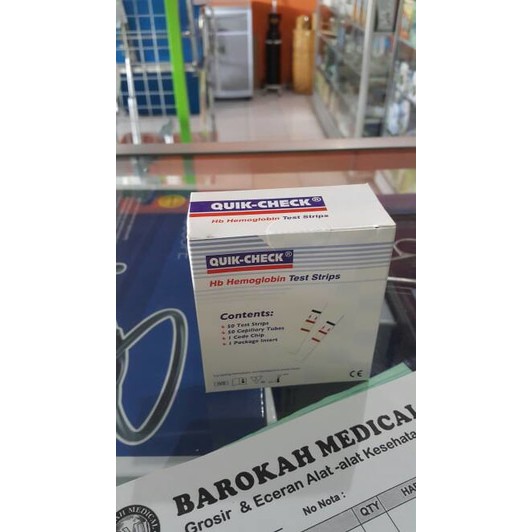 QUIK-CHECK®
Hb Hemoglobin Test Strips
QUIK-CHECK®
Hb Hemoglobin Test Strips
Contents:
50 Test Strips
50 Capillary Tubes
1 Code Chip
1 Package insert
CE
BAROKAH MEDICAL
Grosir & Eceran Alat-alat Kesehata
No Nota :
QTY
HAR